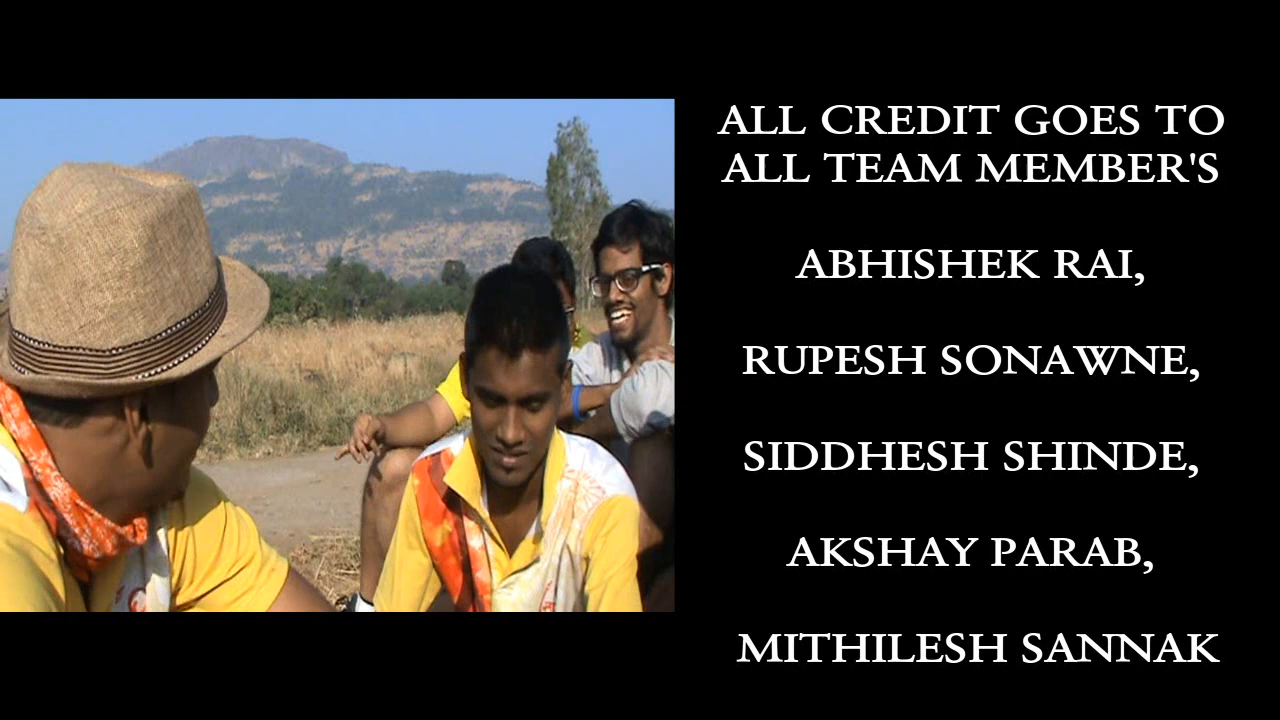 ALL CREDIT GOES TO
ALL TEAM MEMBER'S
ABHISHEK RAI,
RUPESH SONAWNE,
SIDDHESH SHINDE,
AKSHAY PARAB,
MITHILESH SANNAK